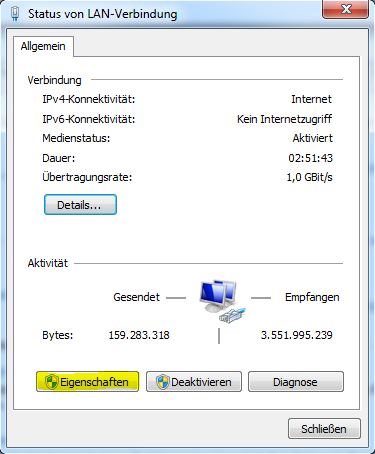 Status von LAN-Verbindung
Allgemein
Verbindung
IPv4-Konnektivität: Internet
IPv6-Konnektivität: Kein Internetzugriff
Medienstatus: Aktiviert
Dauer: 02:51:43
Übertragungsrate: 1,0 GBit/s
Details...
Aktivität
Gesendet Empfangen
Bytes: 159.283.318 3.551.995.239
Eigenschaften Deaktivieren Diagnose
Schließen